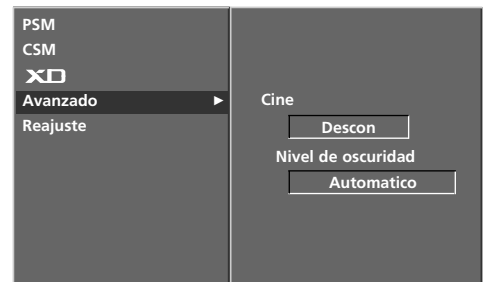 PSM
CSM
XD
Avanzado ►
Reajuste
Cine
Descon
Nivel de oscuridad
Automatico